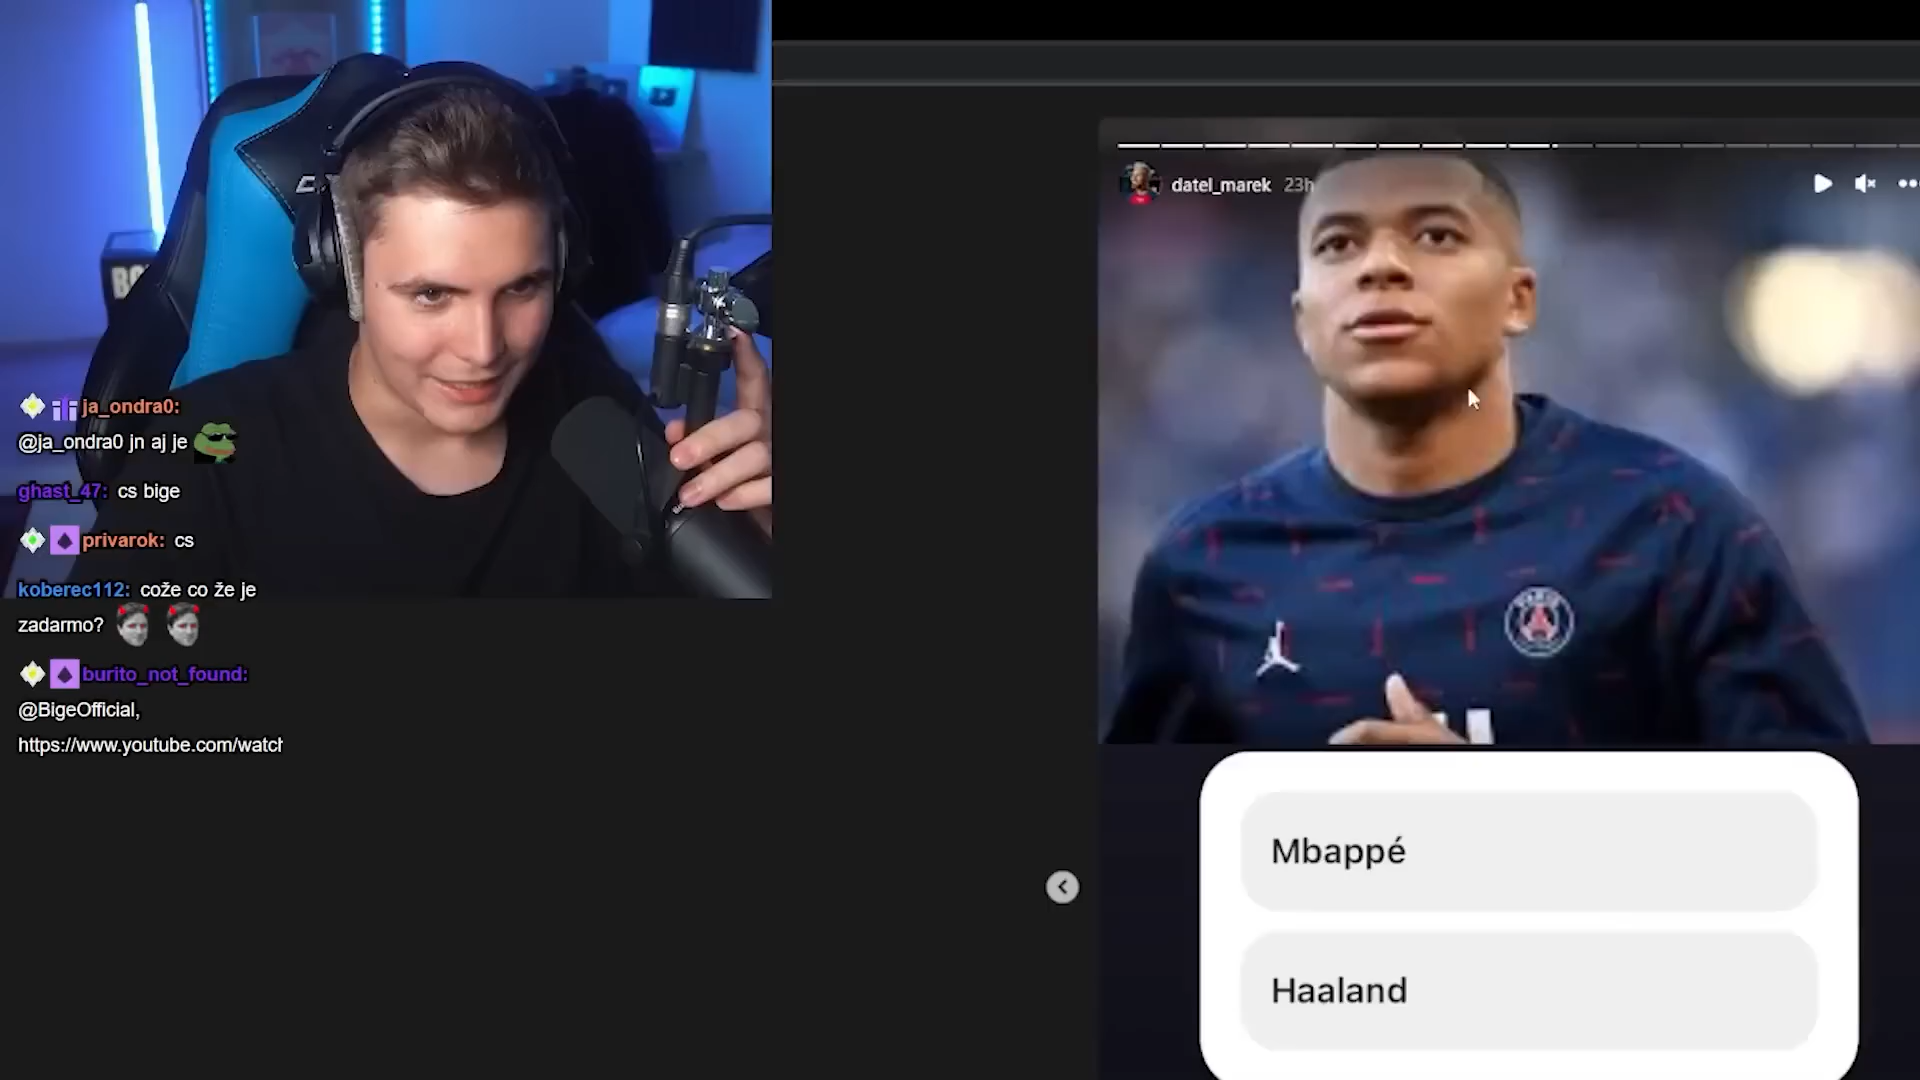 ja_ondra0:
@ja_ondra0 jn aj je
ghast_47: cs bige
privarok: cs
koberec112: cože co že je
zadarmo?
burito_not_found:
@BigeOfficial,
https://www.youtube.com/watch
datel_marek 23h
PARIS
Mbappé
Haaland